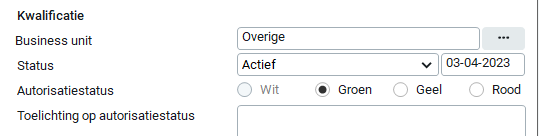 Kwalificatie
Business unit Overige ...
Status Actief 03-04-2023
Autorisatiestatus Wit Groen Geel Rood
Toelichting op autorisatiestatus